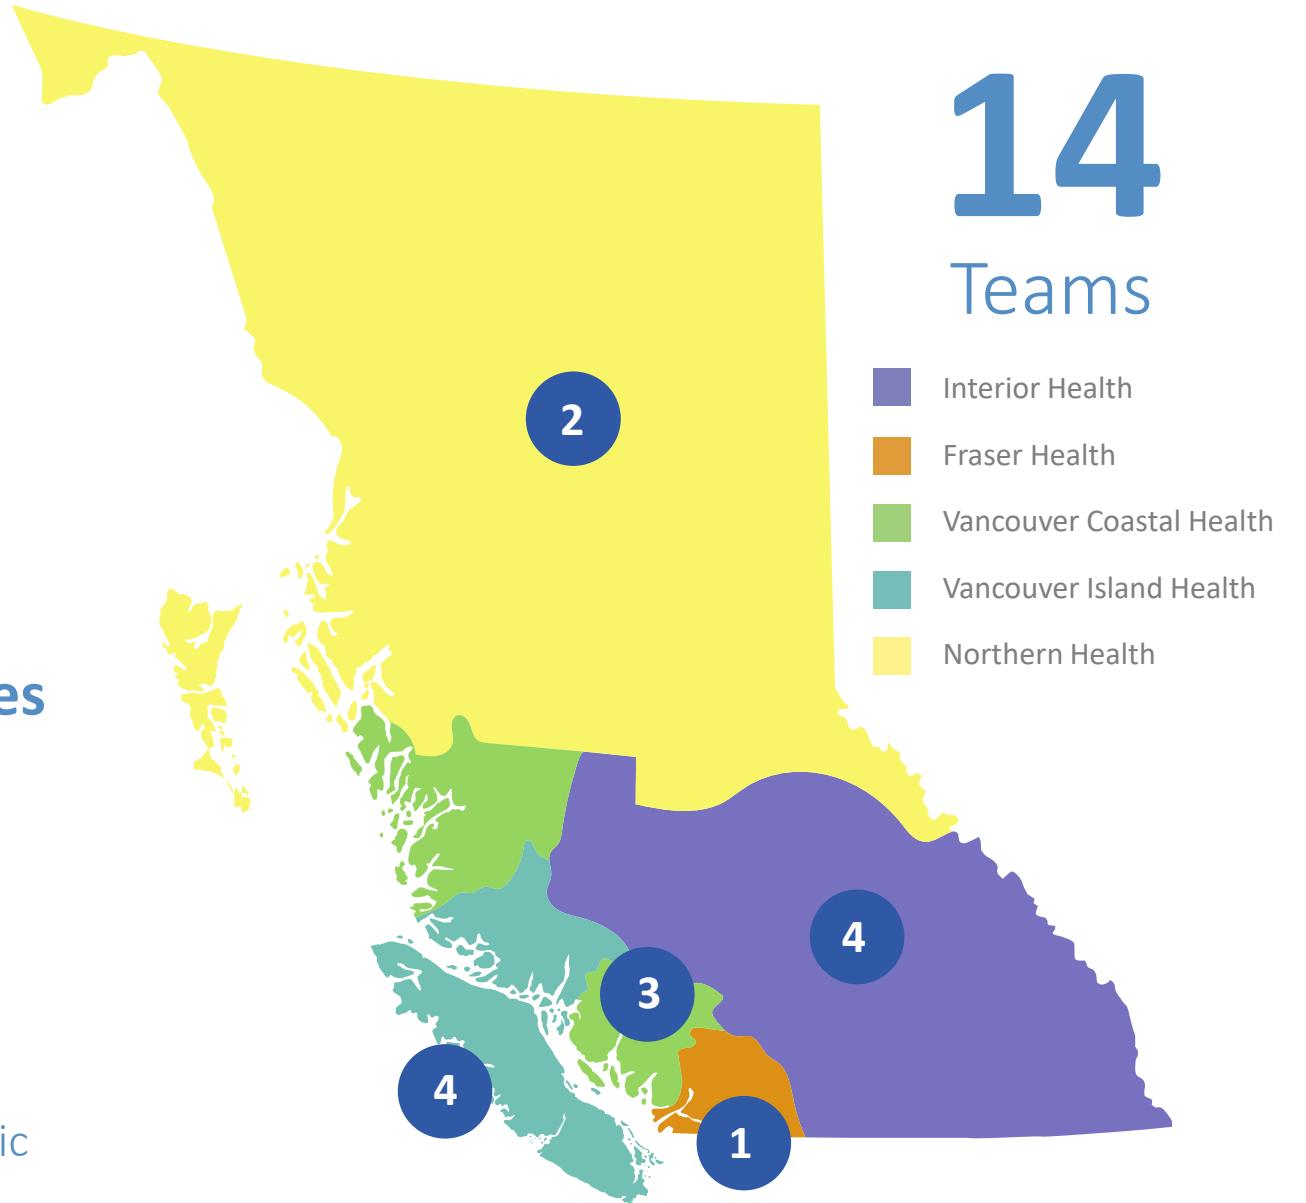 14
Teams
Interior Health
Fraser Health
Vancouver Coastal Health
Vancouver Island Health
Northern Health
2
es
4
3
4
1
ic